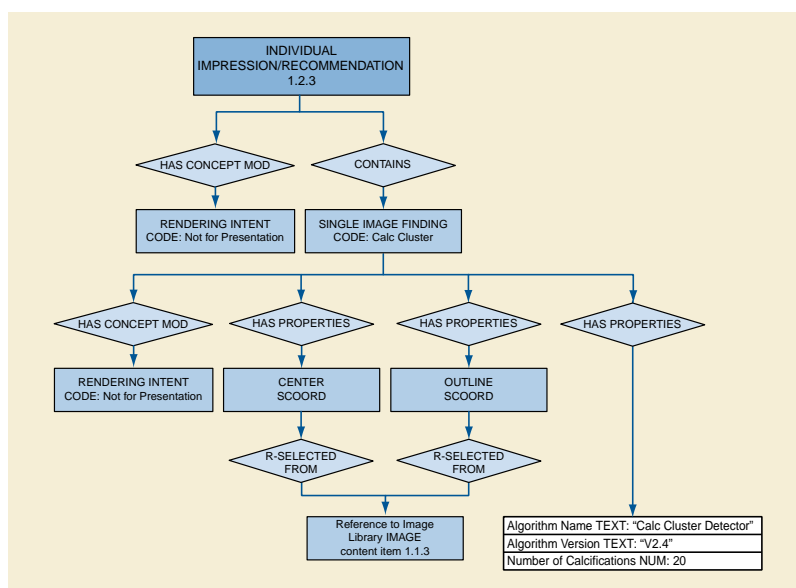 INDIVIDUAL
IMPRESSION/RECOMMENDATION
1.2.3
HAS CONCEPT MOD
CONTAINS
RENDERING INTENT
CODE: Not for Presentation
SINGLE IMAGE FINDING
CODE: Calc Cluster
HAS CONCEPT MOD
HAS PROPERTIES
HAS PROPERTIES
HAS PROPERTIES
RENDERING INTENT
CODE: Not for Presentation
CENTER
SCOORD
OUTLINE
SCOORD
R-SELECTED
FROM
R-SELECTED
FROM
Reference to Image
Library IMAGE
content item 1.1.3
Algorithm Name TEXT: “Calc Cluster Detector”
Algorithm Version TEXT: “V2.4”
Number of Calcifications NUM: 20